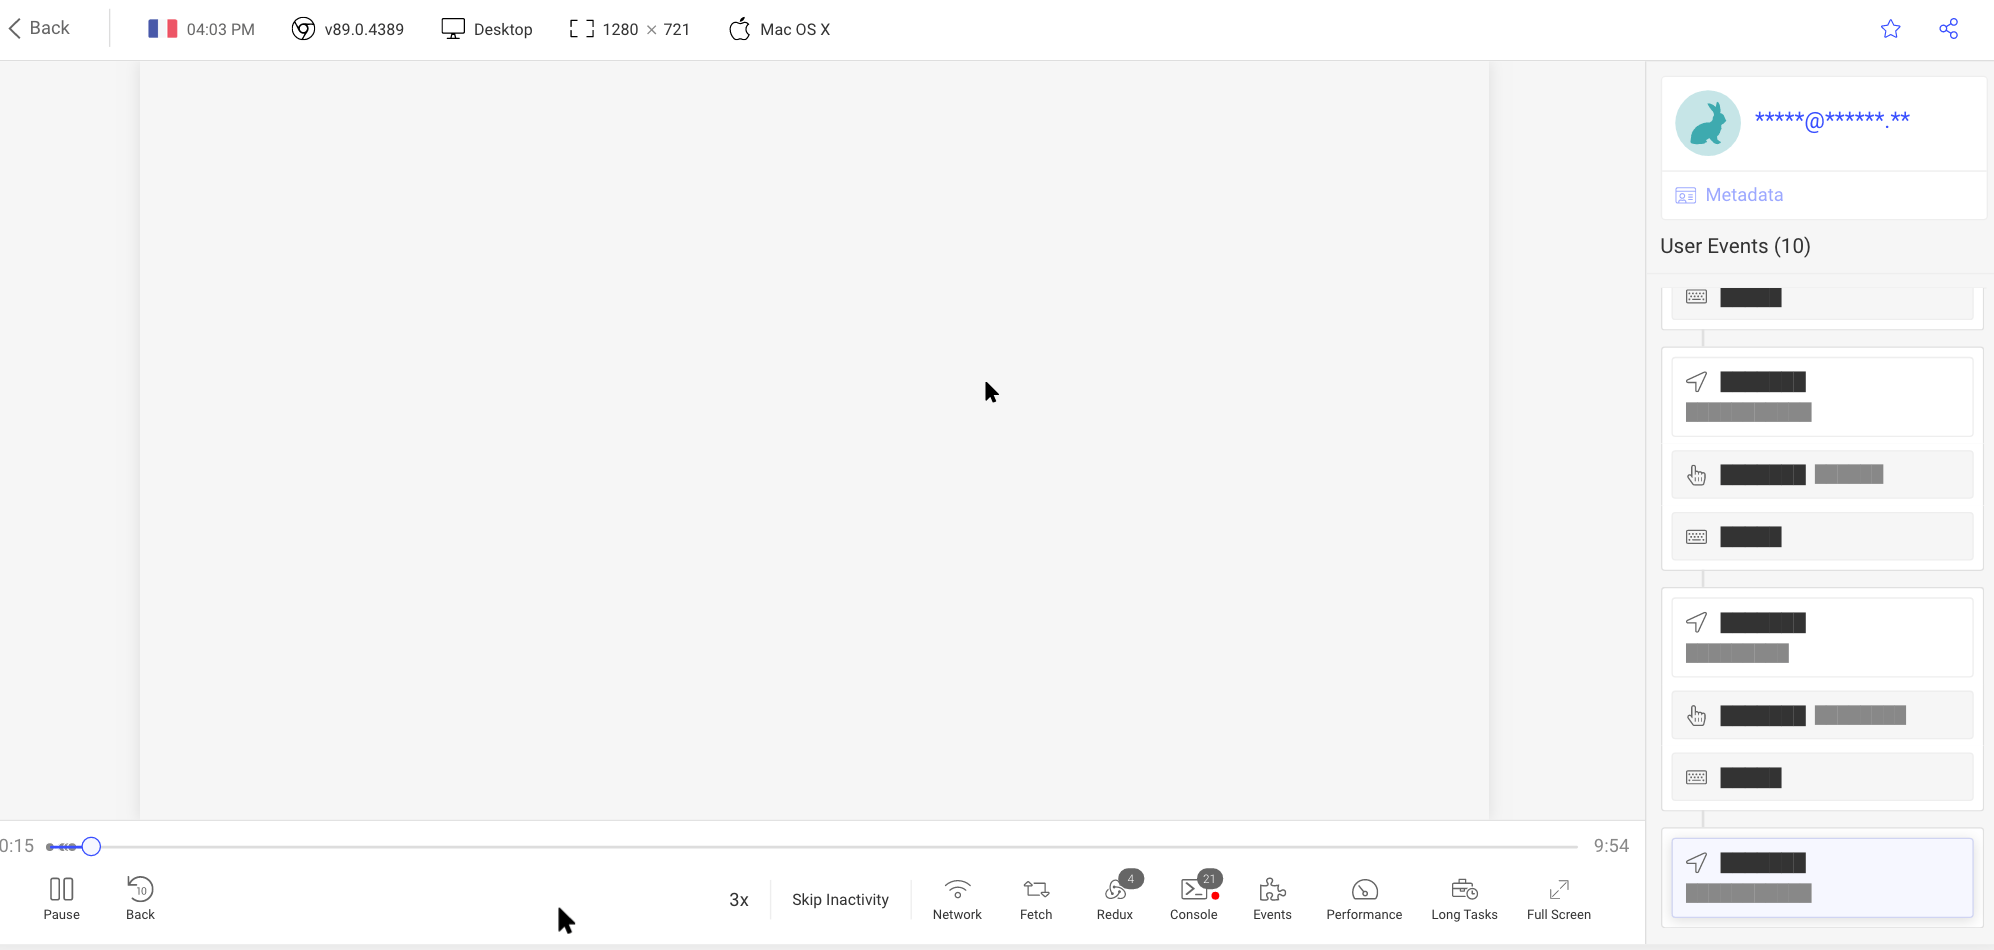 Back
04:03 PM
v89.0.4389
Desktop
1280 × 721
Mac OS X
*****@******.**
Metadata
User Events (10)
0:15
9:54
Pause
10
Back
3x
Skip Inactivity
Network
Fetch
4
Redux
21
Console
Events
Performance
Long Tasks
Full Screen